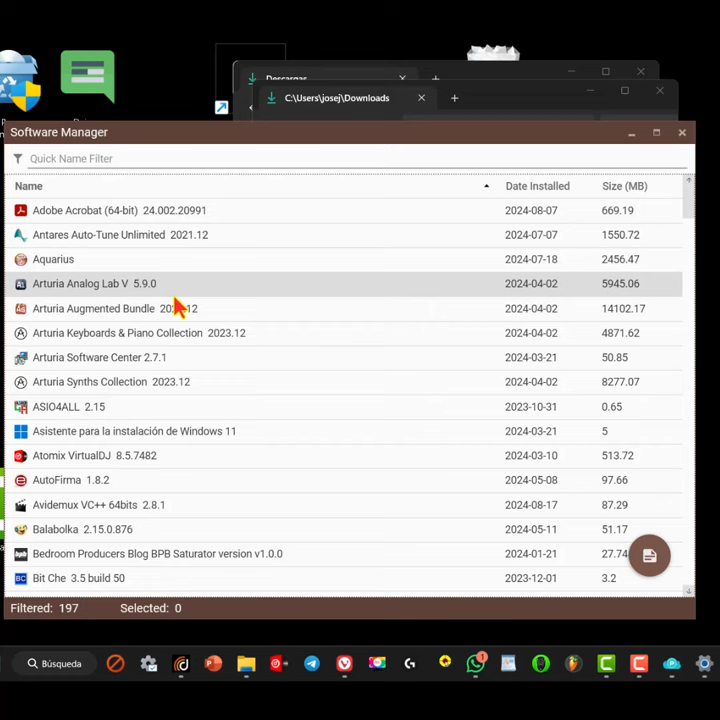 Descargas
C:\Users\josej\Downloads
Software Manager
Quick Name Filter
Name Date Installed Size (MB)
Adobe Acrobat (64-bit) 24.002.20991 2024-08-07 669.19
Antares Auto-Tune Unlimited 2021.12 2024-07-07 1550.72
Aquarius 2024-07-18 2456.47
Arturia Analog Lab V 5.9.0 2024-04-02 5945.06
Arturia Augmented Bundle 2024-04-02 14102.17
Arturia Keyboards & Piano Collection 2023.12 2024-04-02 4871.62
Arturia Software Center 2.7.1 2024-03-21 50.85
Arturia Synths Collection 2023.12 2024-04-02 8277.07
ASIO4ALL 2.15 2023-10-31 0.65
Asistente para la instalación de Windows 11 2024-03-21 5
Atomix VirtualDJ 8.5.7482 2024-03-10 513.72
AutoFirma 1.8.2 2024-05-08 97.66
Avidemux VC++ 64bits 2.8.1 2024-08-17 87.29
Balabolka 2.15.0.876 2024-05-11 51.17
Bedroom Producers Blog BPB Saturator version v1.0.0 2024-01-21 27.74
Bit Che 3.5 build 50 2023-12-01 3.2
Filtered: 197 Selected: 0
Búsqueda